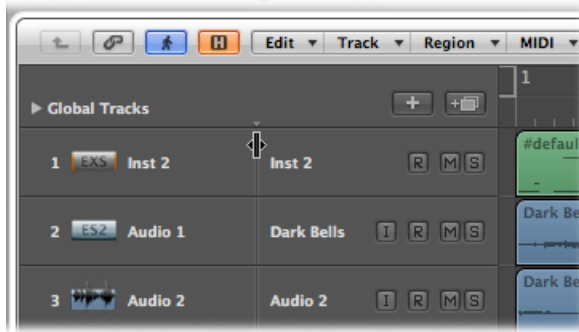 H Edit Track Region MIDI
Global Tracks 1
1 EXS Inst 2 Inst 2 R M S #defaul
2 ES2 Audio 1 Dark Bells I R M S Dark Be
3 Audio 2 Audio 2 I R M S Dark Be